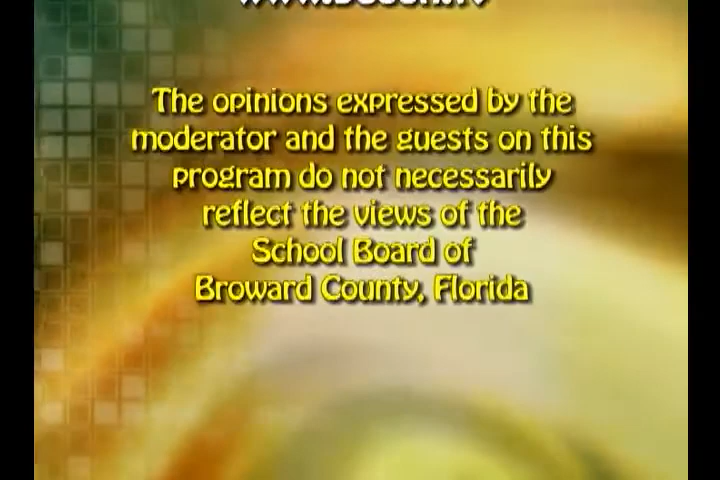 The opinions expressed by the
moderator and the guests on this
program do not necessarily
reflect the views of the
School Board of
Broward County, Florida